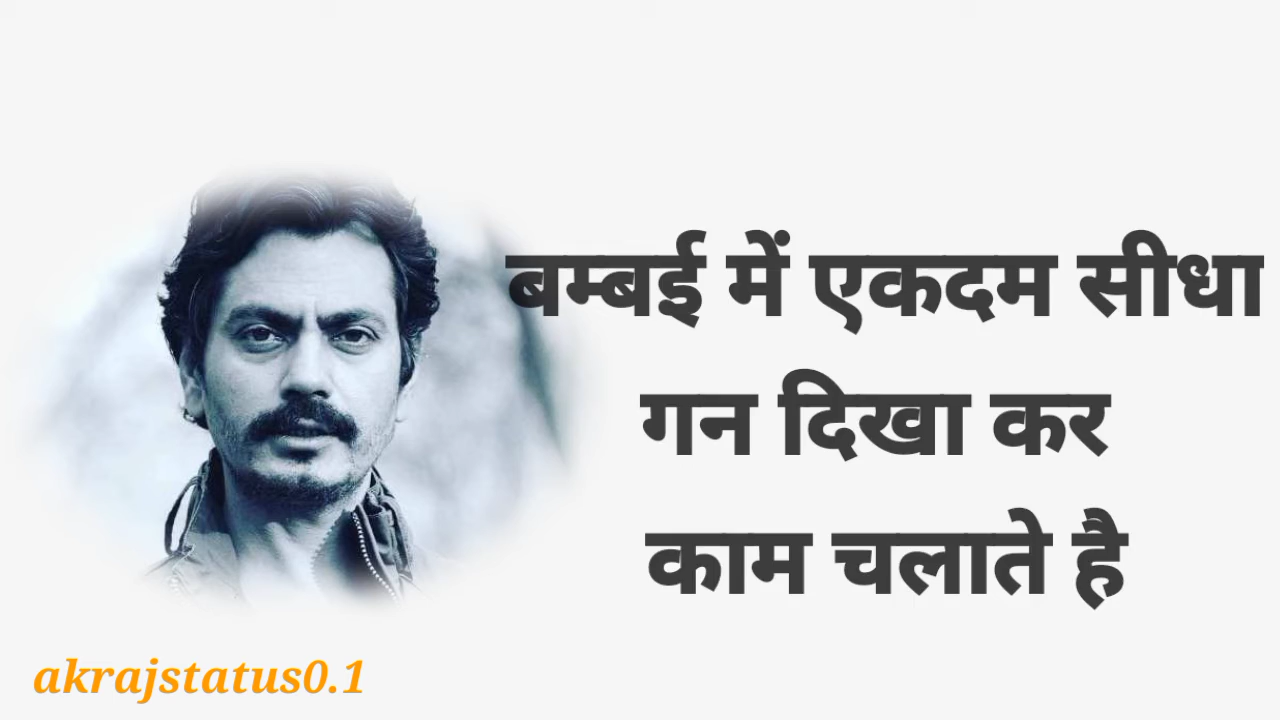 बम्बई में एकदम सीधा
गन दिखा कर
काम चलाते है
akrajstatus0.1